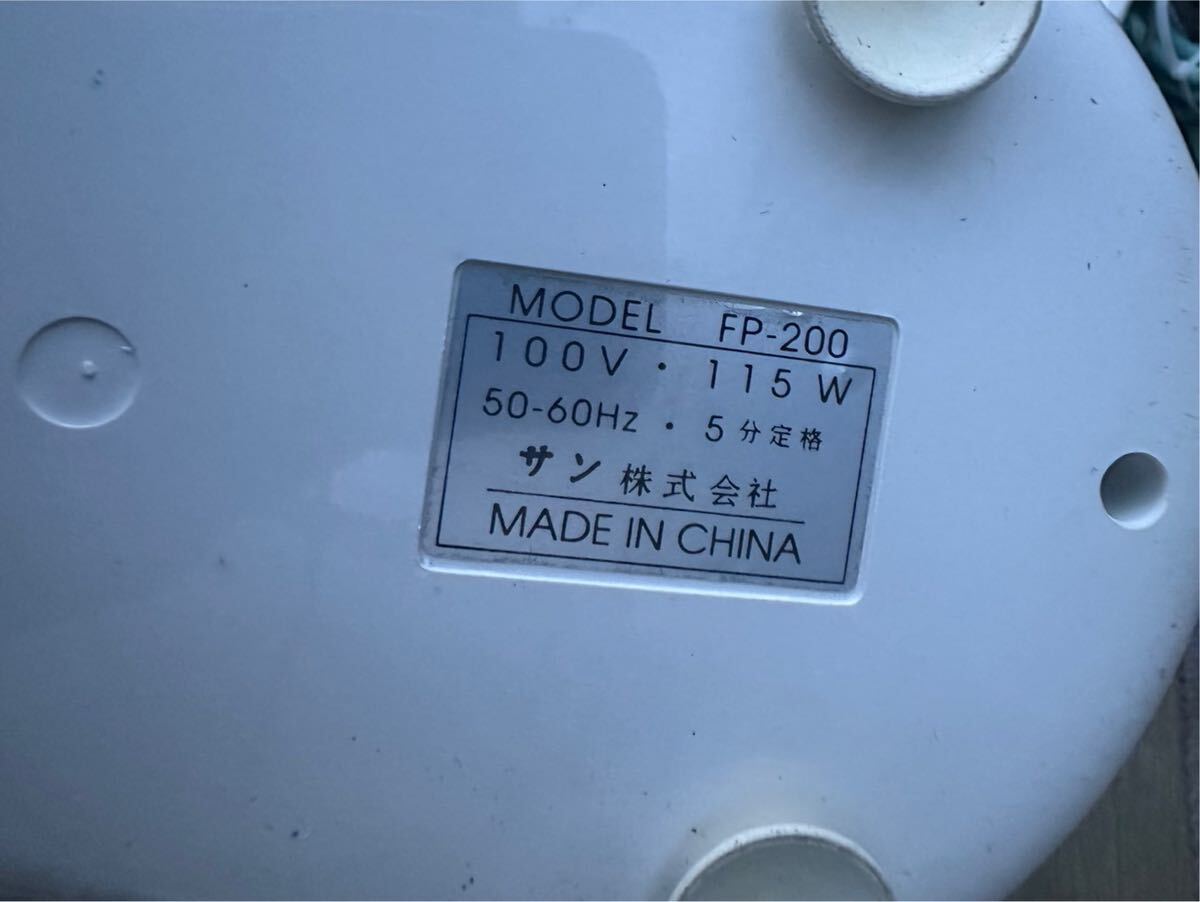 MODEL FP-200
100V・115W
50-60Hz・5分定格
サン株式会社
MADE IN CHINA